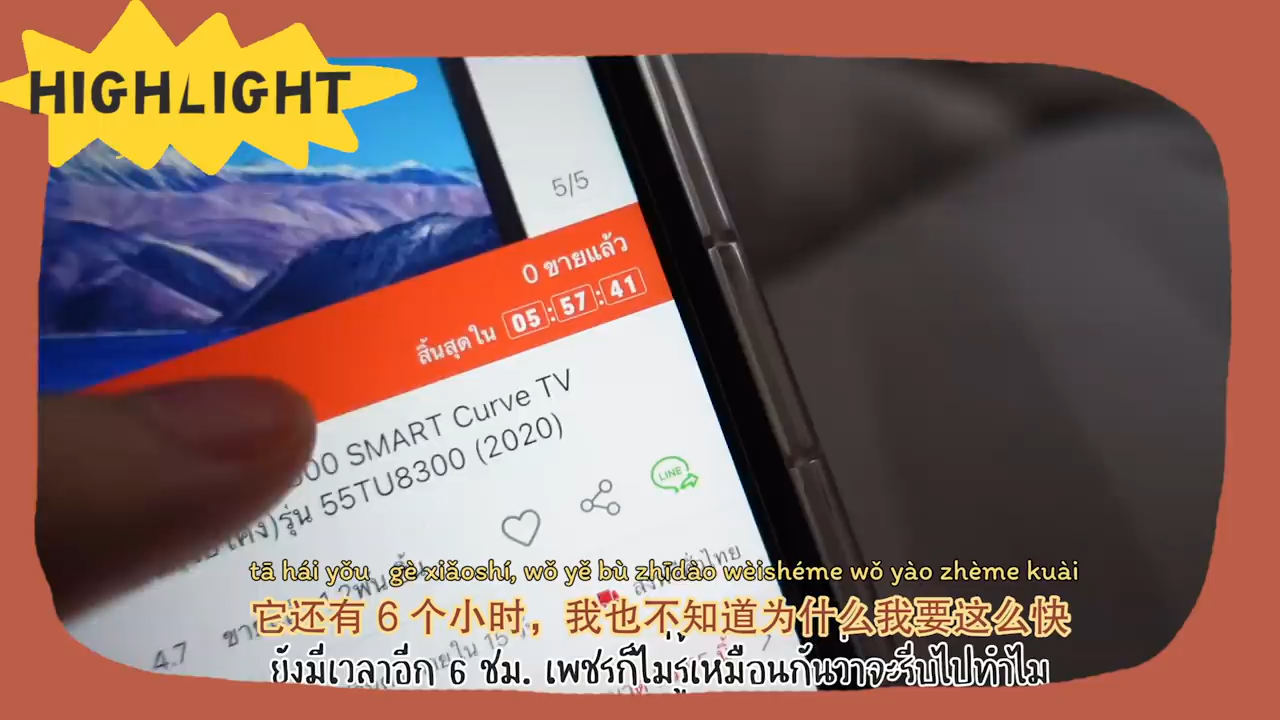 HIGHLIGHT
5/5
0 ขายแล้ว
สิ้นสุดใน 05:57:41
SMART Curve TV
รุ่น 55TU8300 (2020)
LINE
4.7
tā hái yǒu gè xiǎoshí, wǒ yě bù zhīdào wèishéme wǒ yào zhème kuài
它还有 6 个小时，我也不知道为什么我要这么快
ยังมีเวลาอีก 6 ชม. เพชรก็ไม่รู้เหมือนกันว่าจะรีบไปทำไม